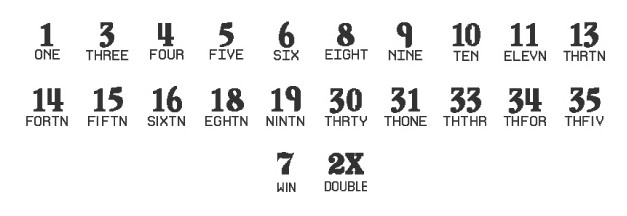 1 3 4 5 6 8 9 10 11 13
ONE THREE FOUR FIVE SIX EIGHT NINE TEN ELEVN THRTN
14 15 16 18 19 30 31 33 34 35
FORTN FIFTN SIXTN EGHTN NINTN THRTY THONE THTHR THFOR THFIV
7 2X
WIN DOUBLE